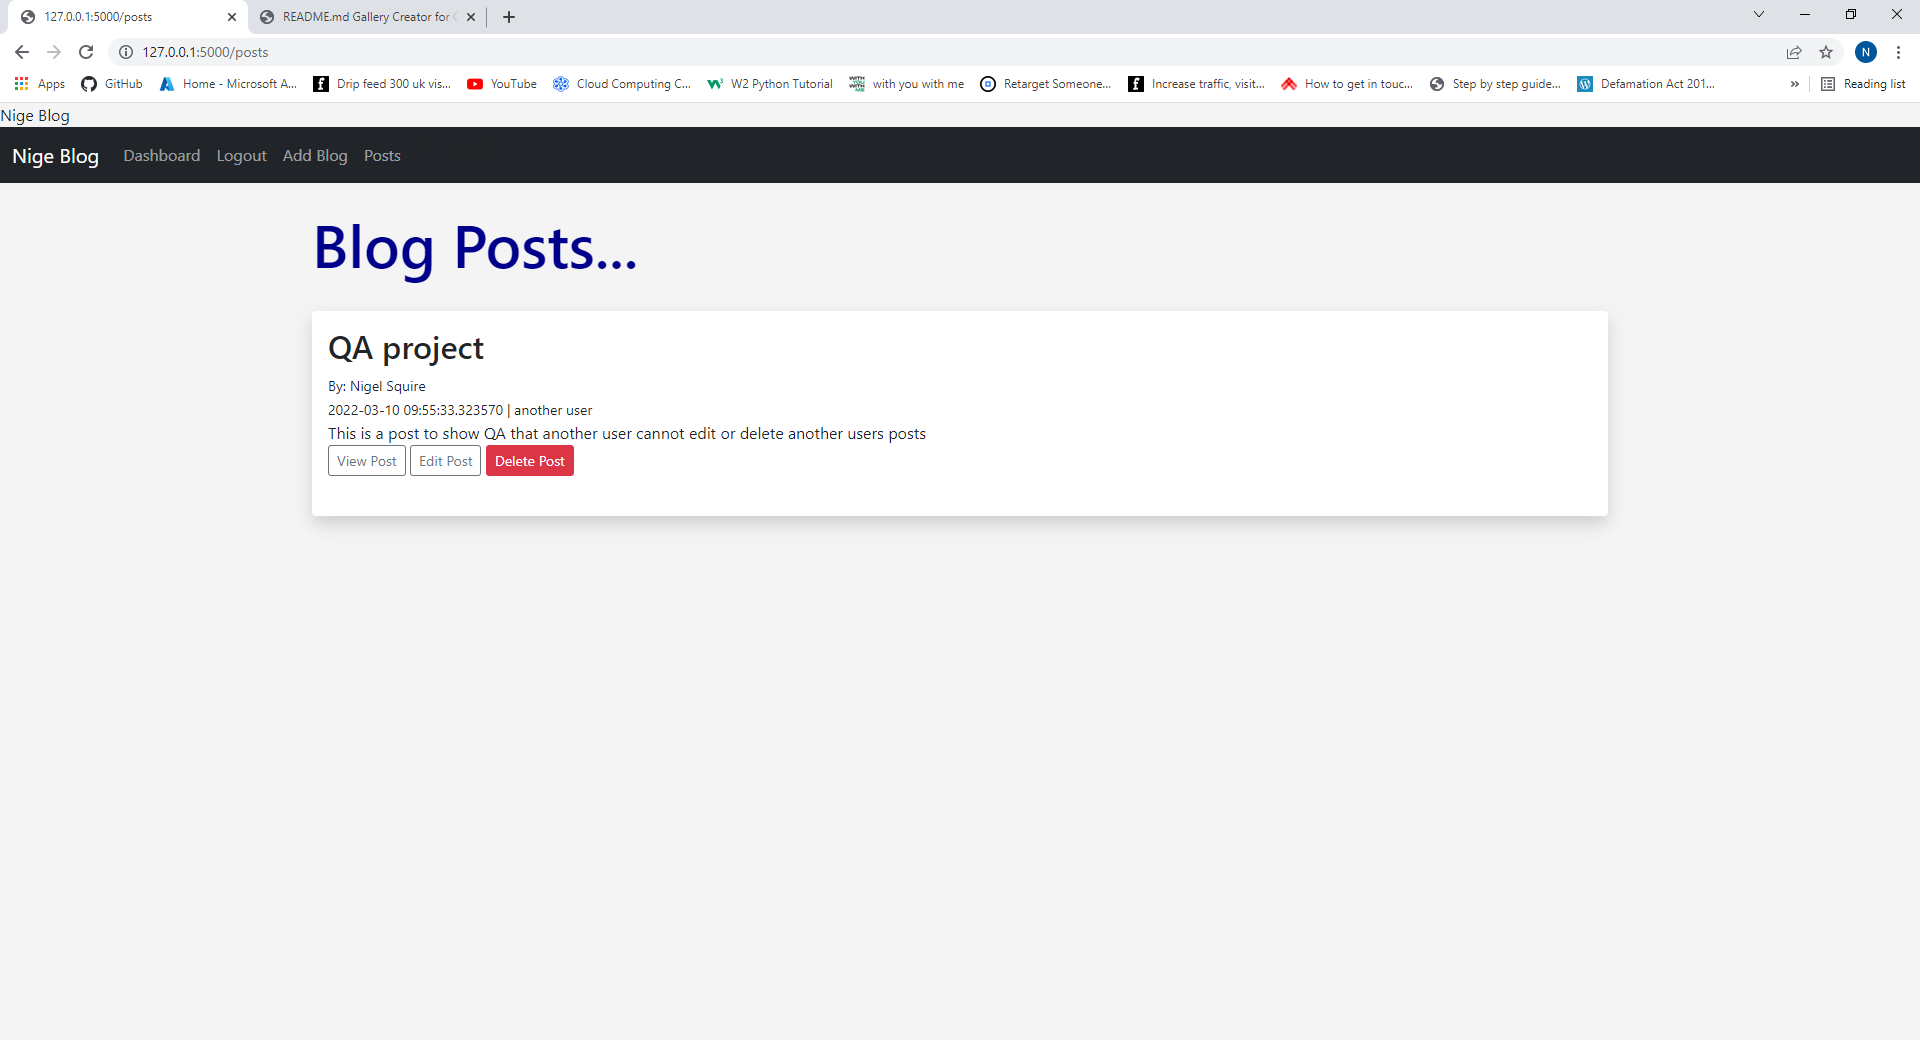 127.0.0.1:5000/posts
README.md Gallery Creator for
127.0.0.1:5000/posts
N
Apps GitHub Home - Microsoft A... Drip feed 300 uk vis... YouTube Cloud Computing C... W2 Python Tutorial with you with me Retarget Someone... Increase traffic, visit... How to get in touc... Step by step guide... Defamation Act 201... » Reading list
Nige Blog
Nige Blog Dashboard Logout Add Blog Posts
Blog Posts...
QA project
By: Nigel Squire
2022-03-10 09:55:33.323570 | another user
This is a post to show QA that another user cannot edit or delete another users posts
View Post Edit Post Delete Post